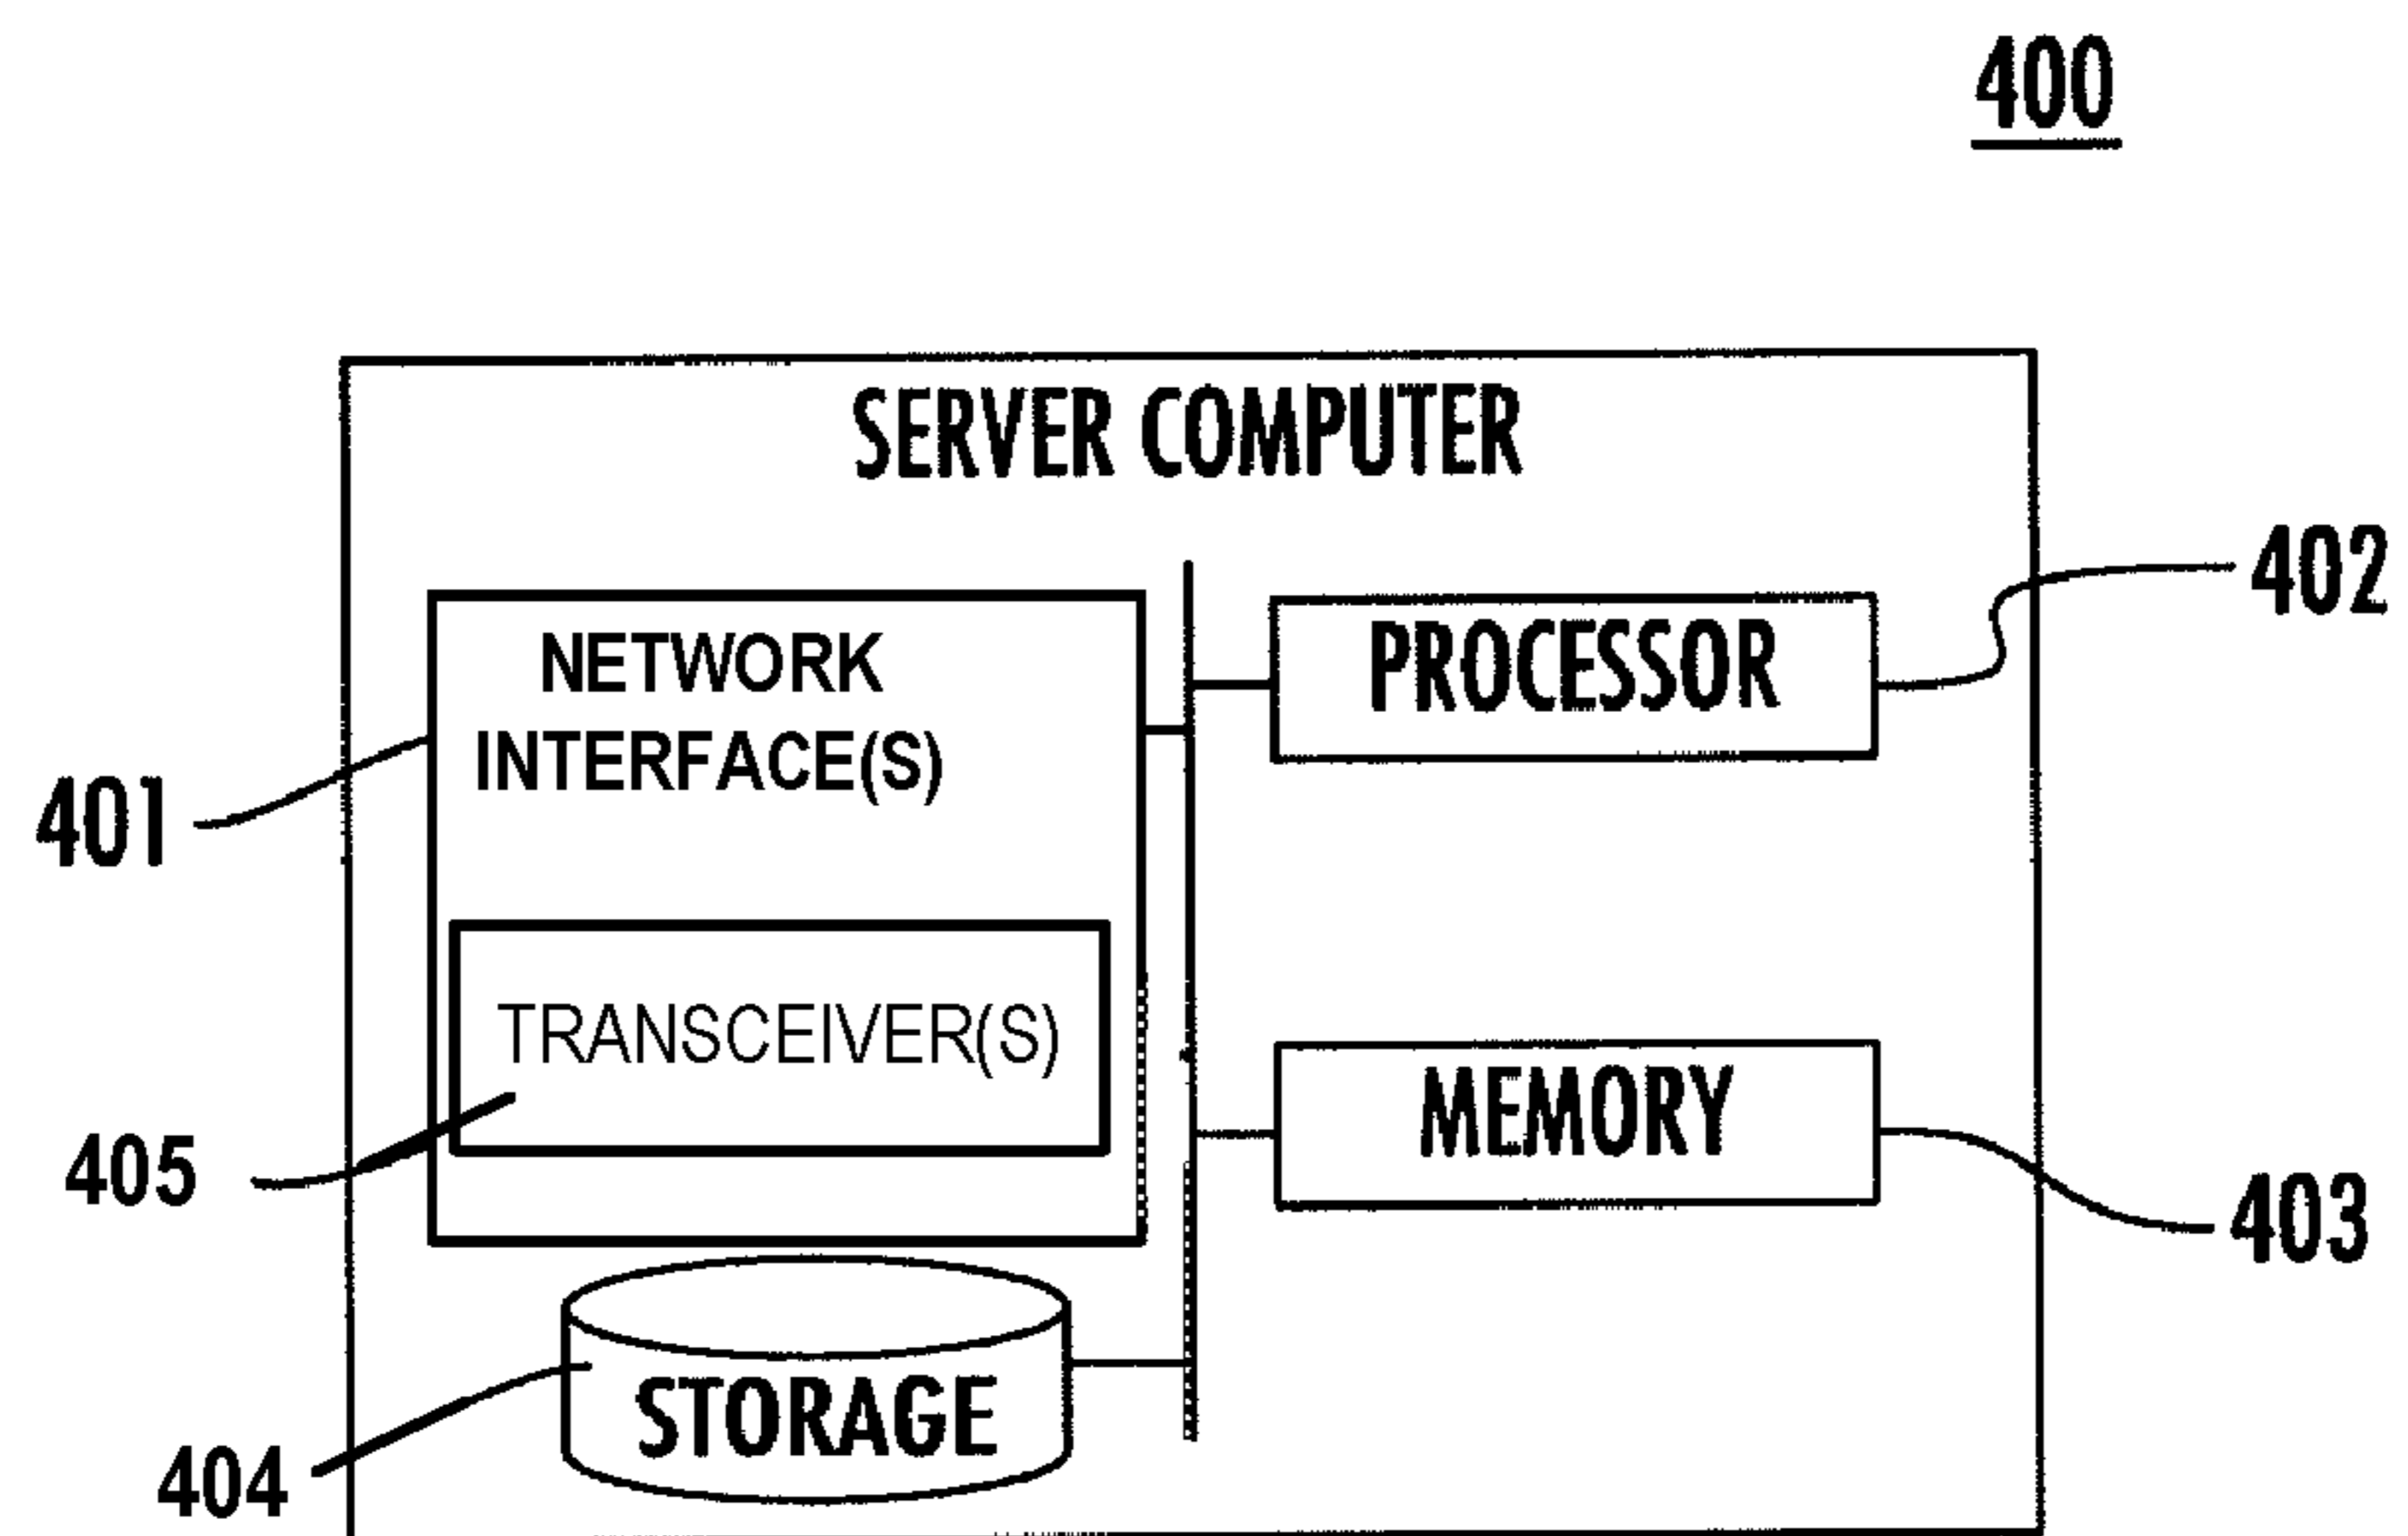 400
SERVER COMPUTER
402
NETWORK
INTERFACE(S)
PROCESSOR
401
TRANSCEIVER(S)
MEMORY
405
403
STORAGE
404